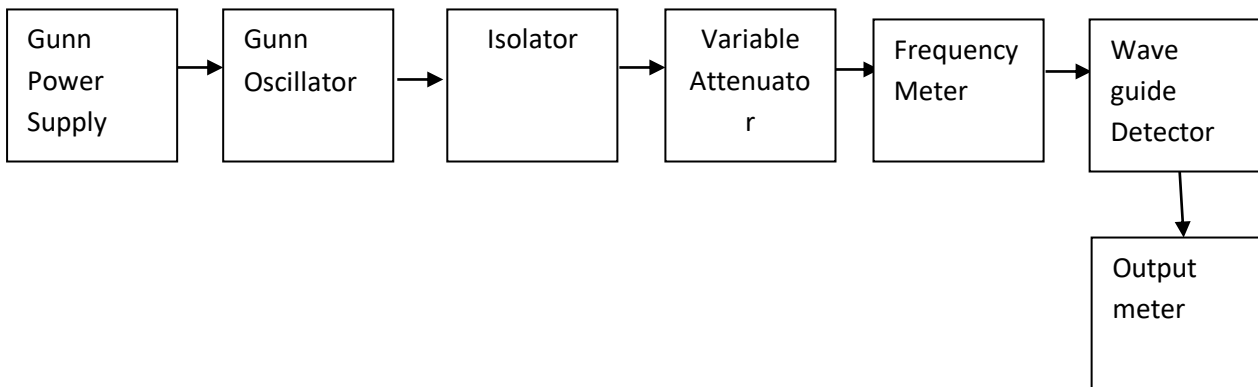 Gunn
Power
Supply
Gunn
Oscillator
Isolator
Variable
Attenuato
r
Frequency
Meter
Wave
guide
Detector
Output
meter